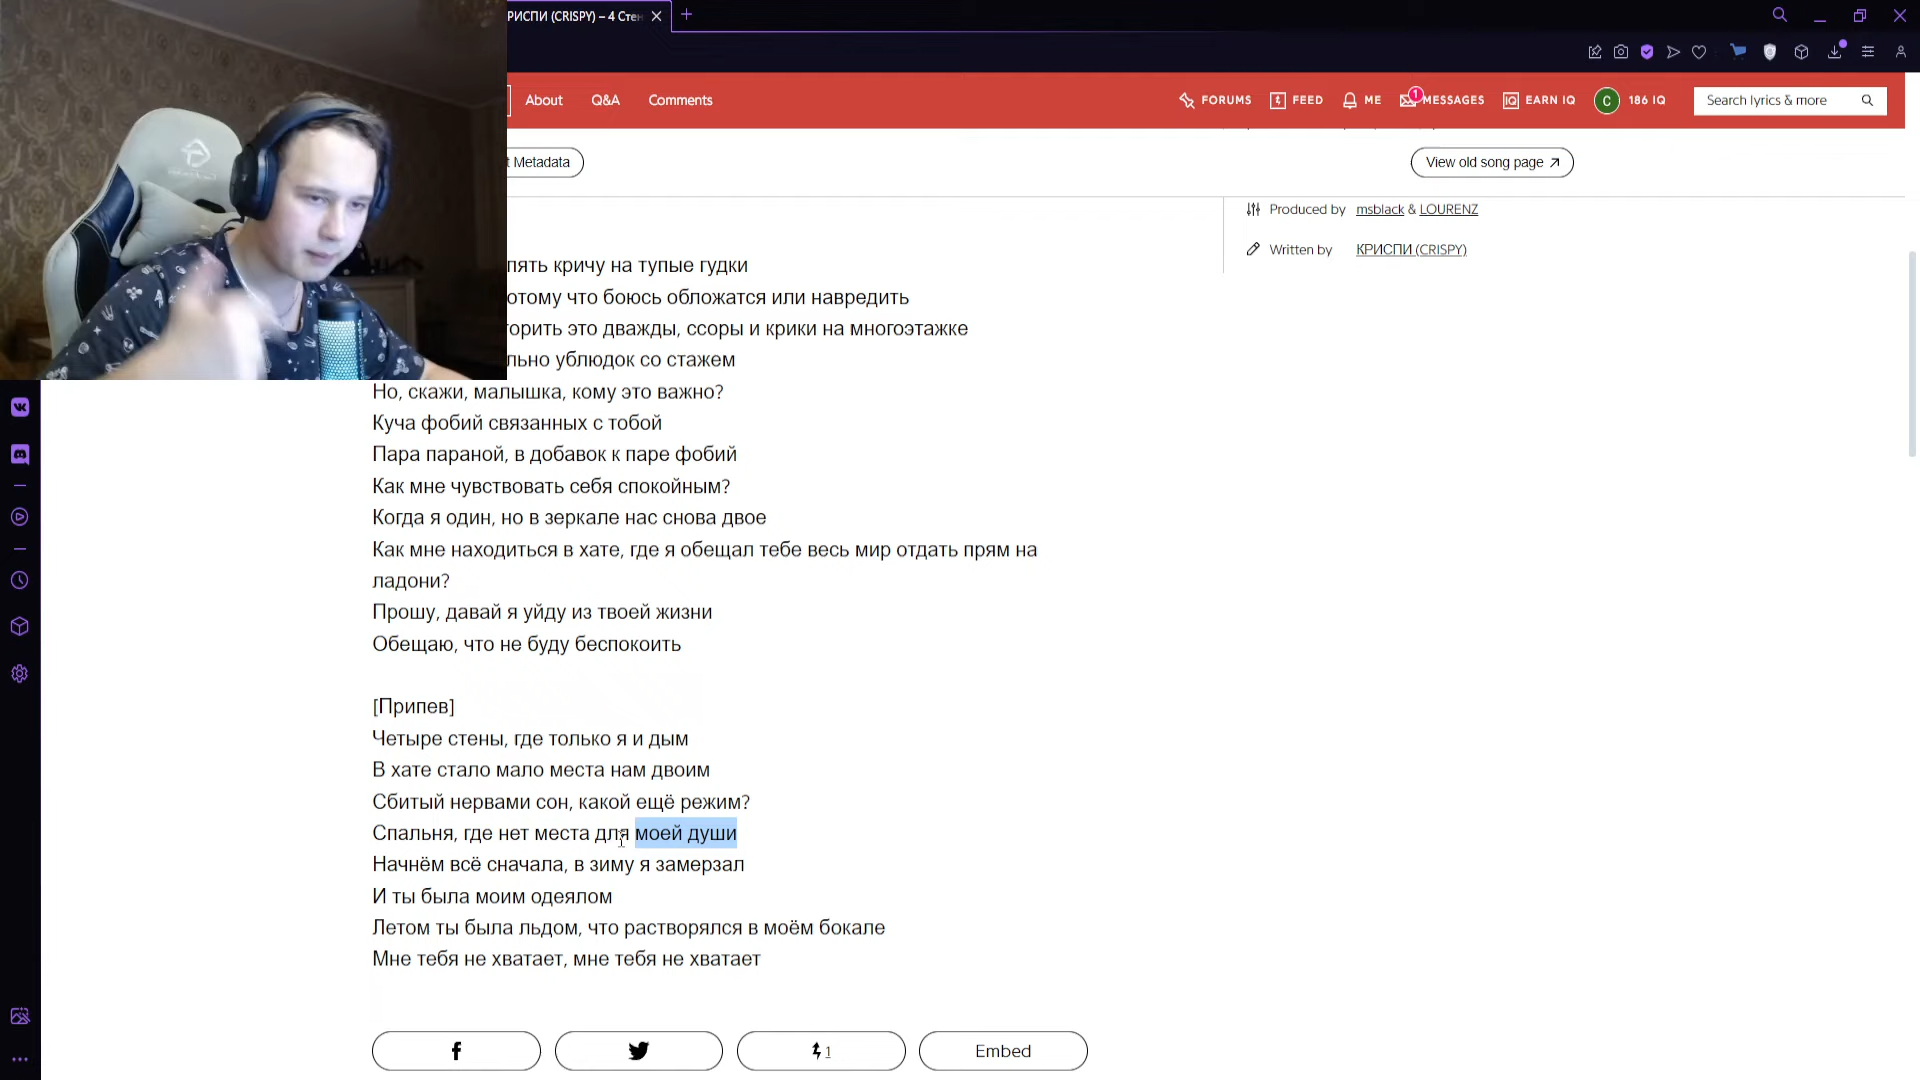 РИСПИ (CRISPY) – 4 Сте
About
Q&A
Comments
FORUMS
FEED
ME
1
MESSAGES
IQ
EARN IQ
C
186 IQ
Search lyrics & more
t Metadata
View old song page
Produced by msblack & LOURENZ
Written by КРИСПИ (CRISPY)
пять кричу на тупые гудки
отому что боюсь обложатся или навредить
орить это дважды, ссоры и крики на многоэтажке
льно ублюдок со стажем
Но, скажи, малышка, кому это важно?
Куча фобий связанных с тобой
Пара параной, в добавок к паре фобий
Как мне чувствовать себя спокойным?
Когда я один, но в зеркале нас снова двое
Как мне находиться в хате, где я обещал тебе весь мир отдать прям на
ладони?
Прошу, давай я уйду из твоей жизни
Обещаю, что не буду беспокоить
[Припев]
Четыре стены, где только я и дым
В хате стало мало места нам двоим
Сбитый нервами сон, какой ещё режим?
Спальня, где нет места для моей души
Начнём всё сначала, в зиму я замерзал
И ты была моим одеялом
Летом ты была льдом, что растворялся в моём бокале
Мне тебя не хватает, мне тебя не хватает
1
Embed